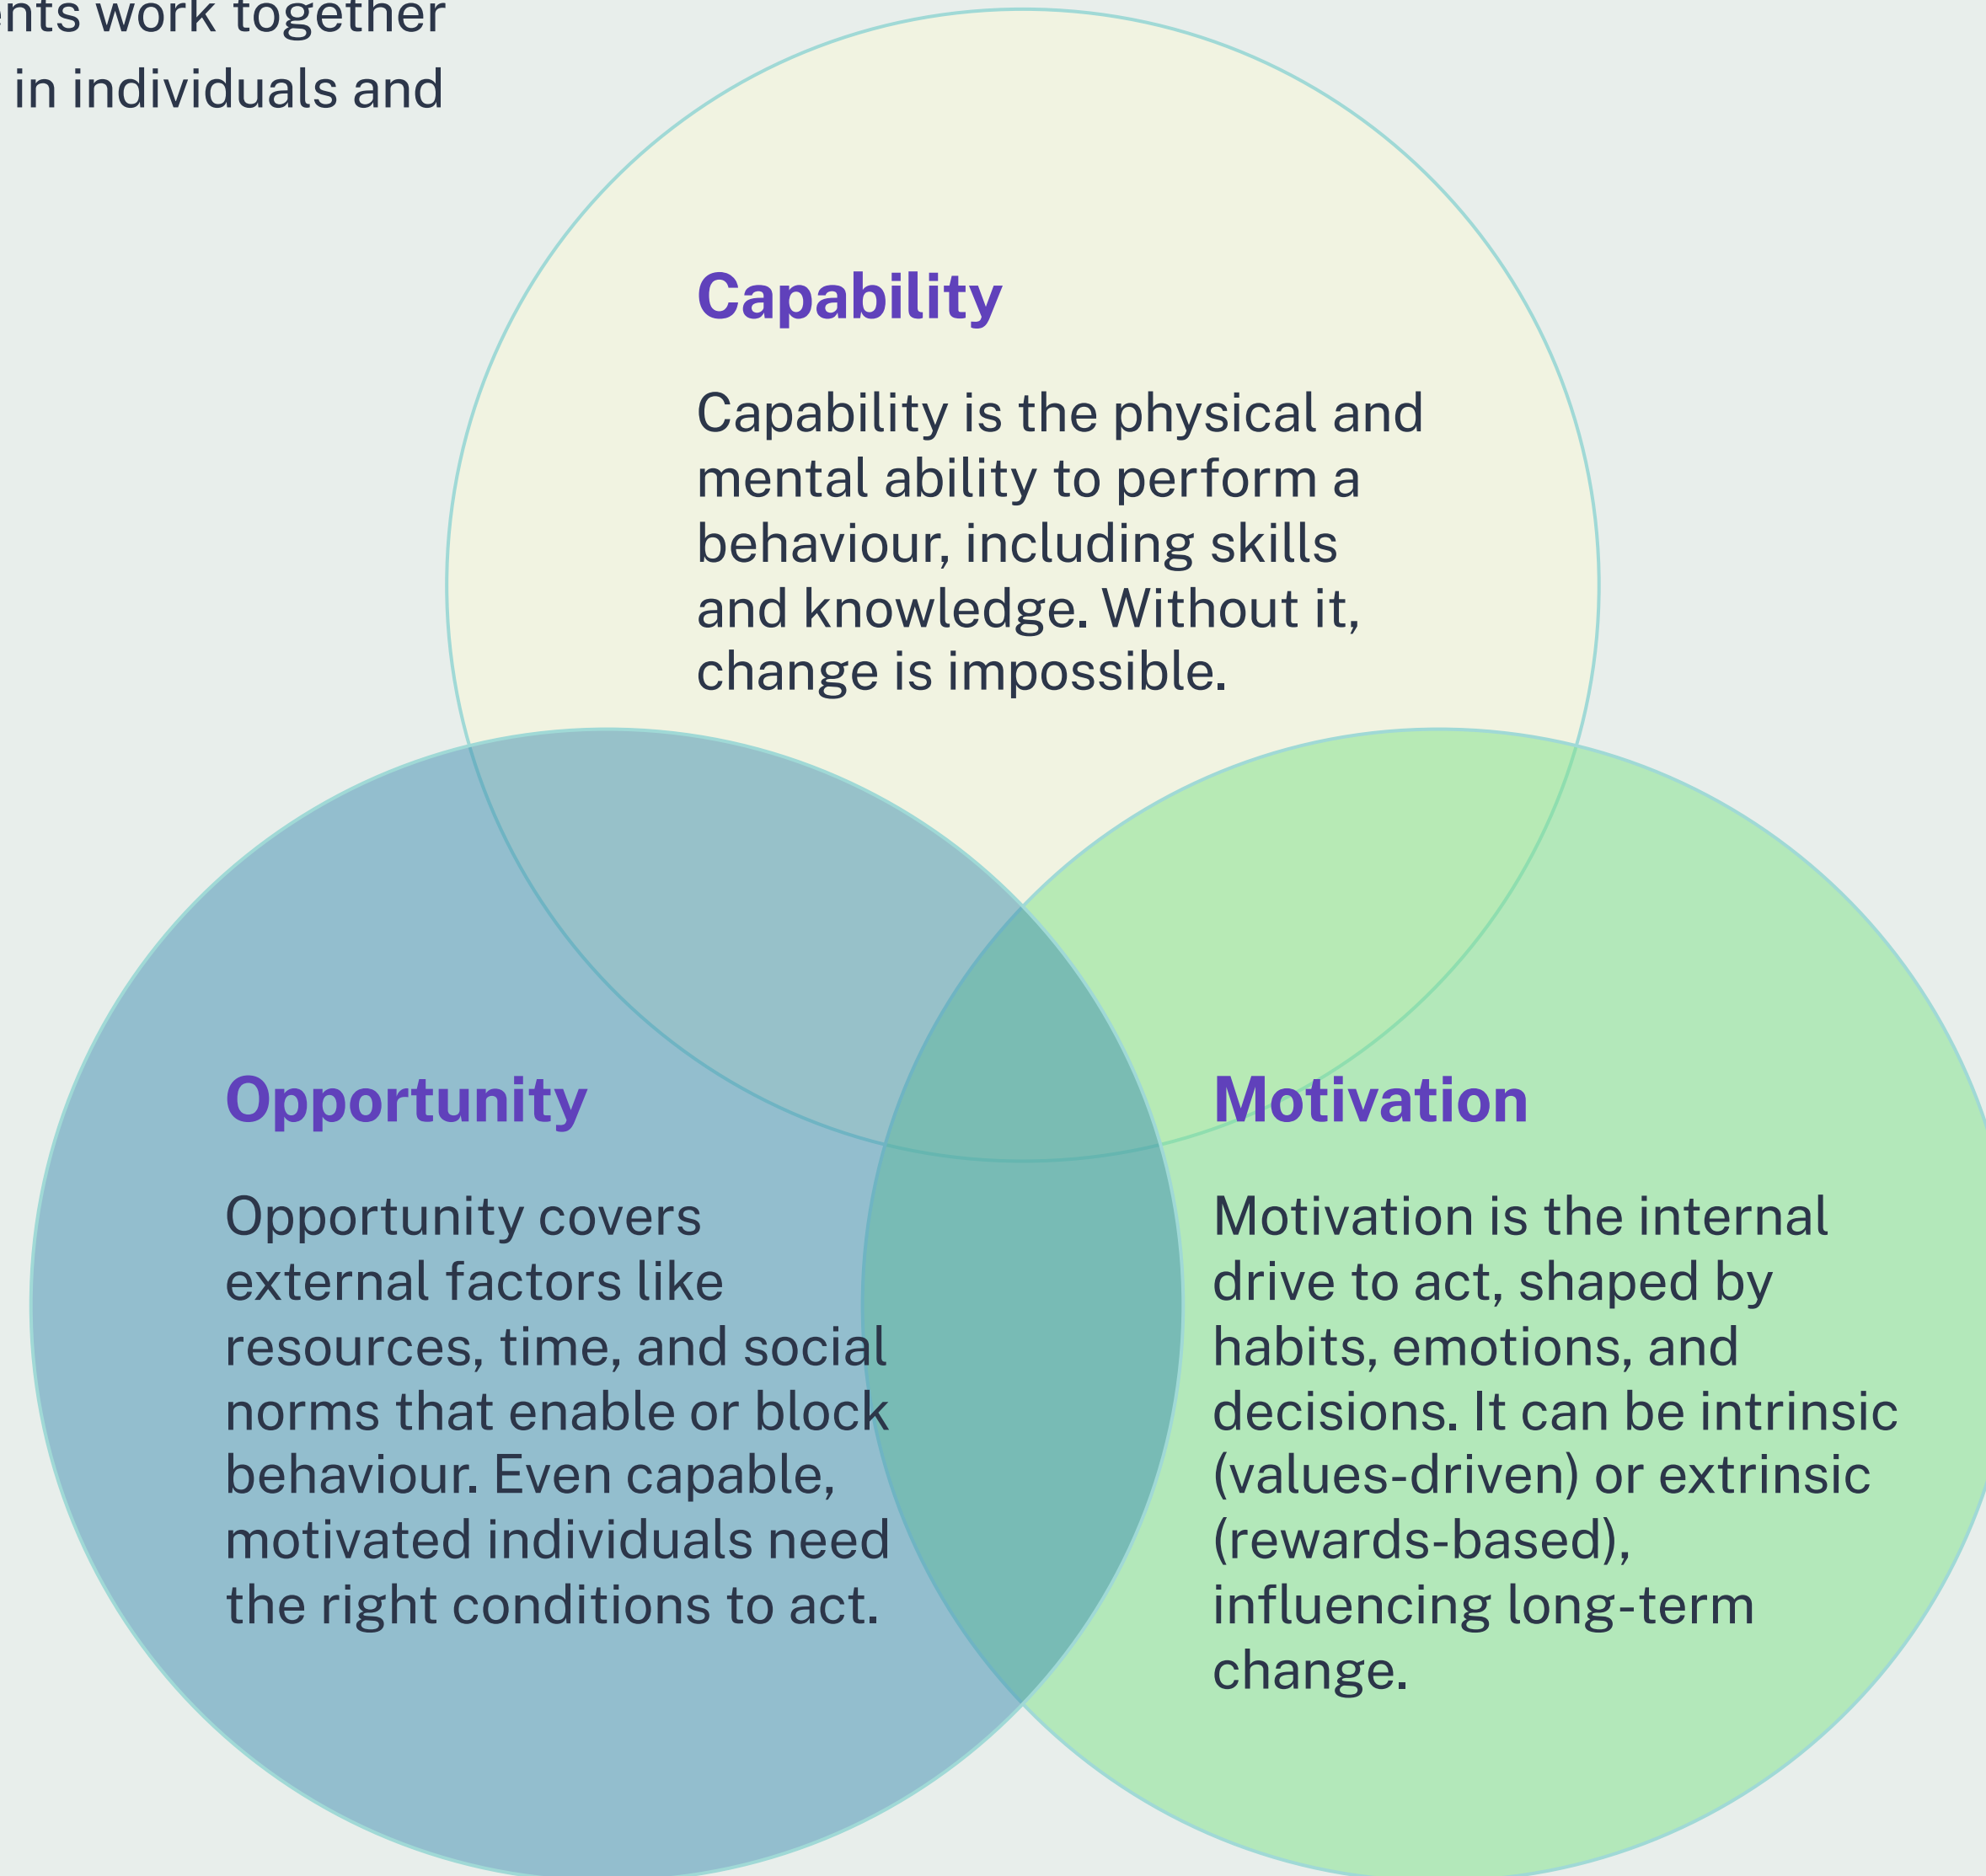 work together
in individuals and
Capability
Capability is the physical and
mental ability to perform a
behaviour, including skills
and knowledge. Without it,
change is impossible.
Opportunity
Opportunity covers
external factors like
resources, time, and social
norms that enable or block
behaviour. Even capable,
motivated individuals need
the right conditions to act.
Motivation
Motivation is the internal
drive to act, shaped by
habits, emotions, and
decisions. It can be intrinsic
(values-driven) or extrinsic
(rewards-based),
influencing long-term
change.